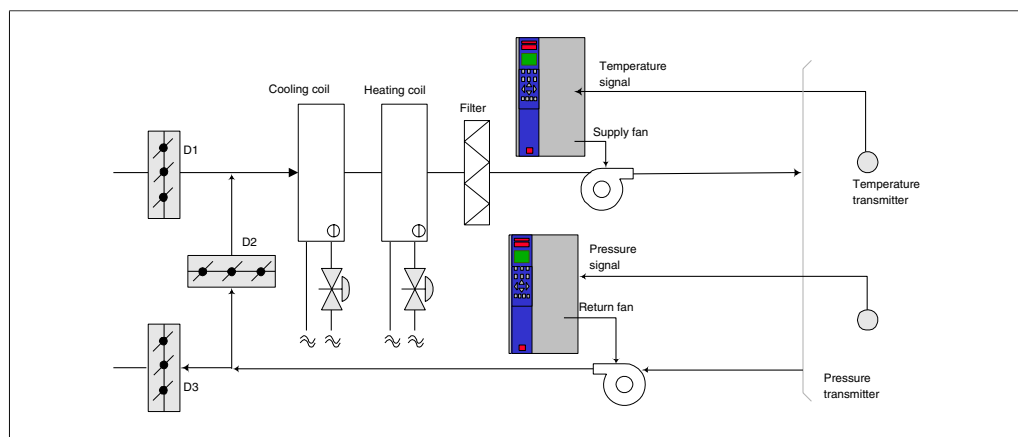 Temperature
signal
Cooling coil
Heating coil
Filter
Supply fan
D1
Temperature
transmitter
D2
Pressure
signal
Return fan
D3
Pressure
transmitter